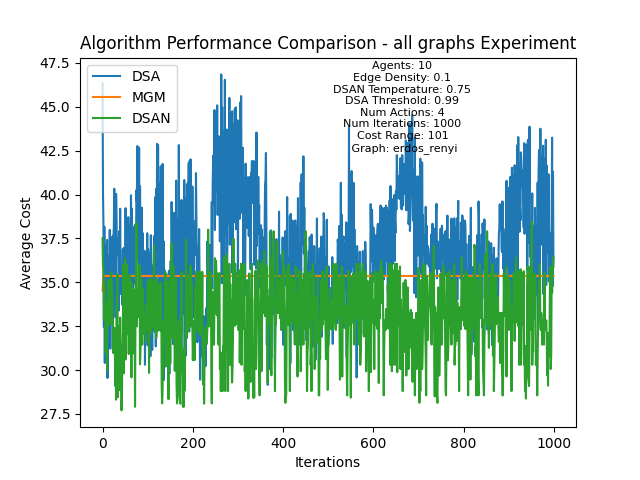 Algorithm Performance Comparison - all graphs Experiment
DSA
MGM
DSAN
Agents: 10
Edge Density: 0.1
DSAN Temperature: 0.75
DSA Threshold: 0.99
Num Actions: 4
Num Iterations: 1000
Cost Range: 101
Graph: erdos_renyi
47.5
45.0
42.5
40.0
37.5
35.0
32.5
30.0
27.5
Average Cost
0 200 400 600 800 1000
Iterations